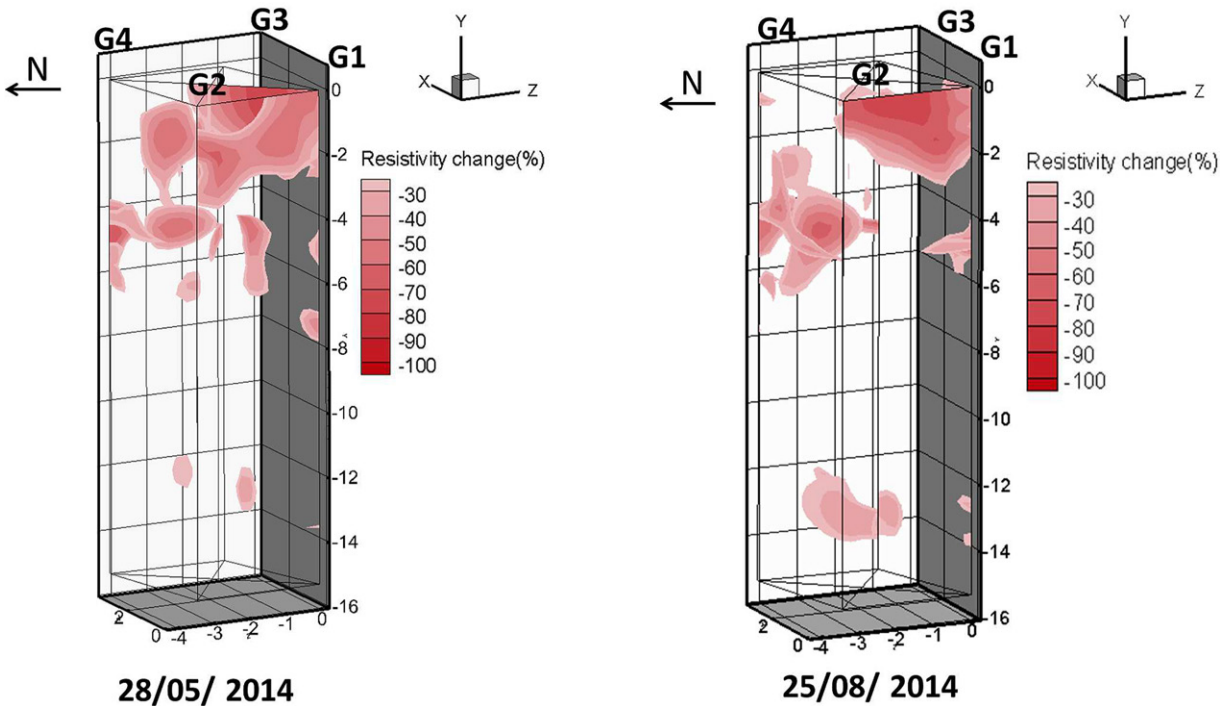 G4
G3
G1
G2
N
Y
X
Z
0
-2
-4
-6
-8
-10
-12
-14
-16
2
0
-4
-3
-2
-1
0
Resistivity change(%)
-30
-40
-50
-60
-70
-80
-90
-100
28/05/ 2014
G4
G3
G1
G2
N
Y
X
Z
0
-2
-4
-6
-8
-10
-12
-14
-16
2
0
-4
-3
-2
-1
0
Resistivity change(%)
-30
-40
-50
-60
-70
-80
-90
-100
25/08/ 2014